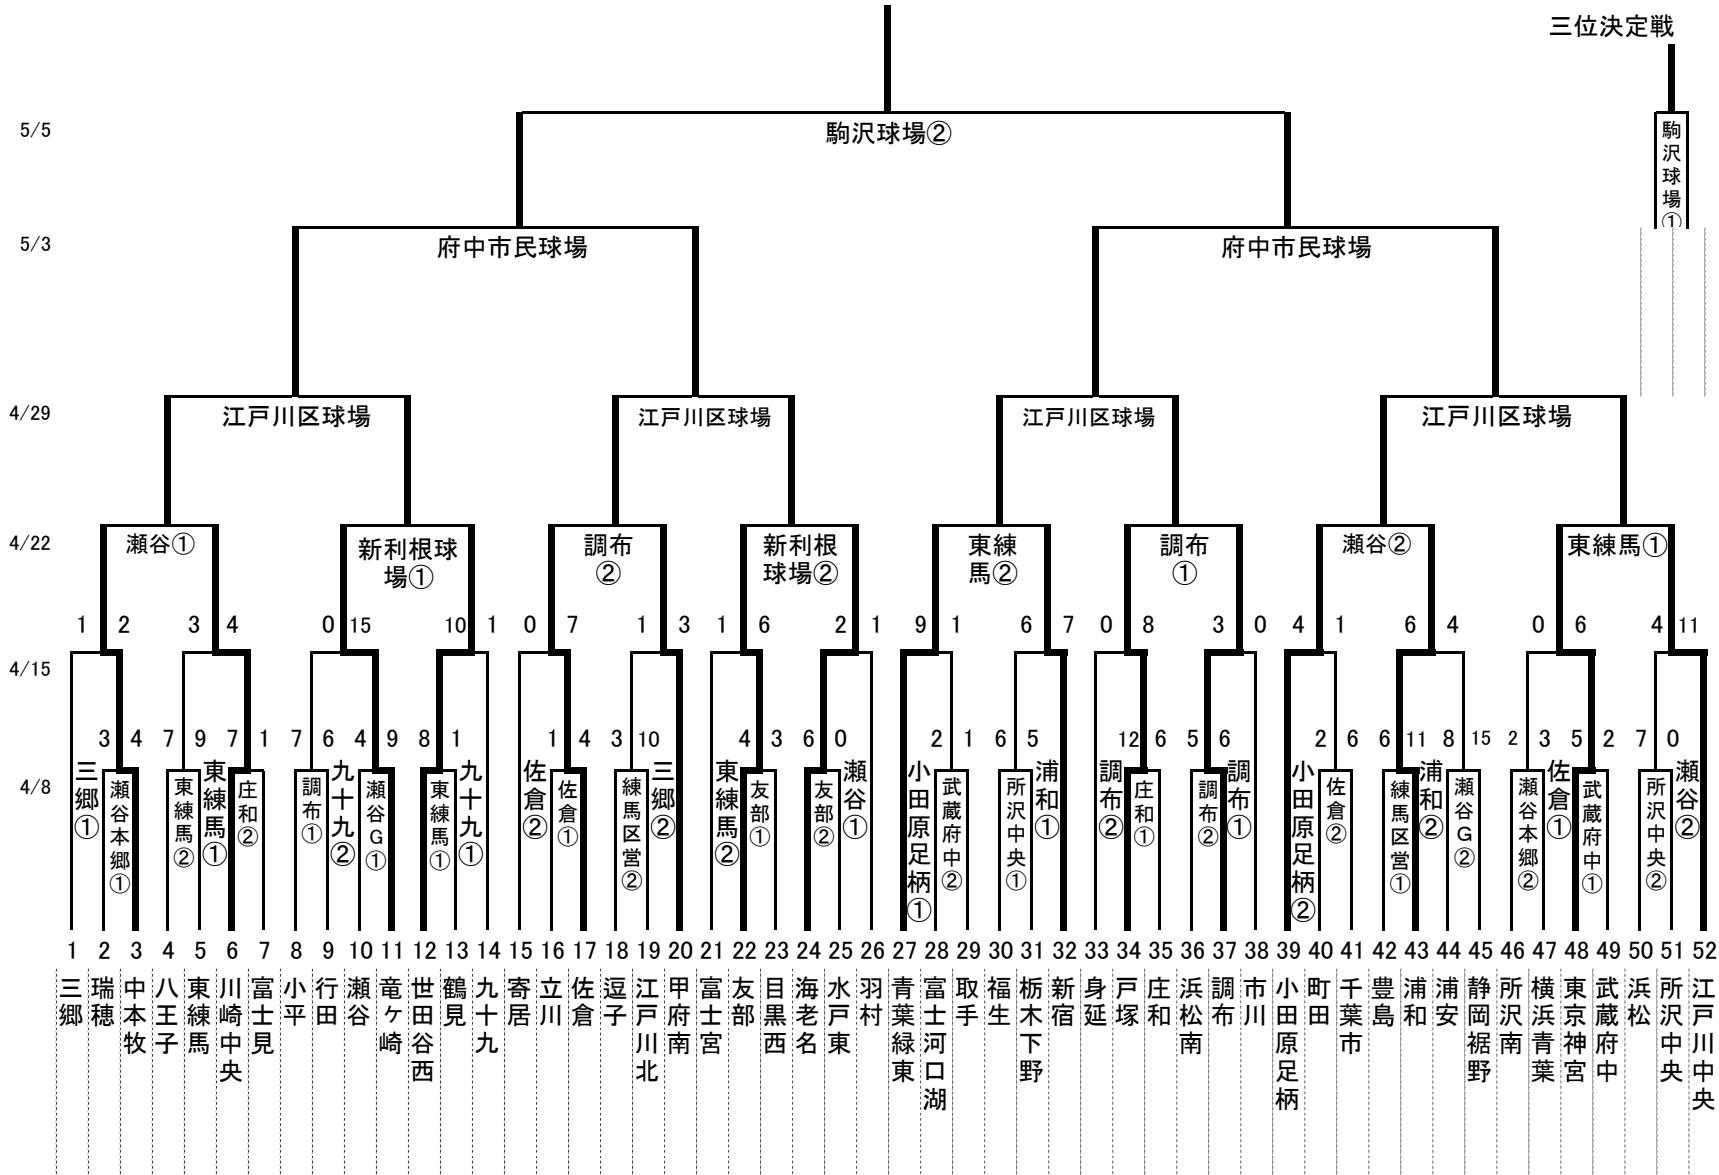 三位決定戦
5/5
駒沢球場②
駒沢球場①
5/3
府中市民球場
府中市民球場
4/29
江戸川区球場
江戸川区球場
江戸川区球場
江戸川区球場
4/22
瀬谷①
新利根球場①
調布②
新利根球場②
東練馬②
調布①
瀬谷②
東練馬①
1 2 3 4 0 15 10 1 0 7 1 3 1 6 2 1 9 1 6 7 0 8 3 0 4 1 6 4 0 6 4 11
4/15
3 4 7 9 7 1 7 6 4 9 8 1 1 4 3 10 4 3 6 0 2 1 6 5 12 6 5 6 2 6 6 11 8 15 2 3 5 2 7 0
4/8
三郷①
瀬谷本郷①
東練馬②
東練馬①
庄和②
調布①
九十九②
瀬谷G①
東練馬①
九十九①
佐倉②
佐倉①
練馬区営②
三郷②
東練馬②
友部①
友部②
瀬谷①
小田原足柄①
武蔵府中②
所沢中央①
浦和①
調布②
庄和①
調布②
調布①
小田原足柄②
佐倉②
練馬区営①
浦和②
瀬谷G②
瀬谷本郷②
佐倉①
武蔵府中①
所沢中央②
瀬谷②
1 2 3 4 5 6 7 8 9 10 11 12 13 14 15 16 17 18 19 20 21 22 23 24 25 26 27 28 29 30 31 32 33 34 35 36 37 38 39 40 41 42 43 44 45 46 47 48 49 50 51 52
三郷
瑞穂
中本牧
八王子
東練馬
川崎中央
富士見
小平
行田
瀬谷
竜ヶ崎
世田谷西
鶴見
九十九
寄居
立川
佐倉
逗子
江戸川北
甲府南
富士宮
友部
目黒西
海老名
水戸東
羽村
青葉緑東
富士河口湖
取手
福生
栃木下野
新宿
身延
戸塚
庄和
浜松南
調布
市川
小田原足柄
町田
千葉市
豊島
浦和
浦安
静岡裾野
所沢南
横浜青葉
東京神宮
武蔵府中
浜松
所沢中央
江戸川中央